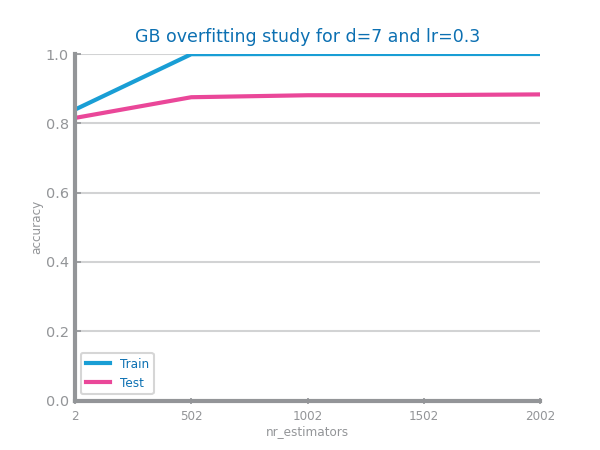 GB overfitting study for d=7 and lr=0.3
1.0
0.8
0.6
0.4
0.2
0.0
accuracy
Train
Test
2 502 1002 1502 2002
nr_estimators